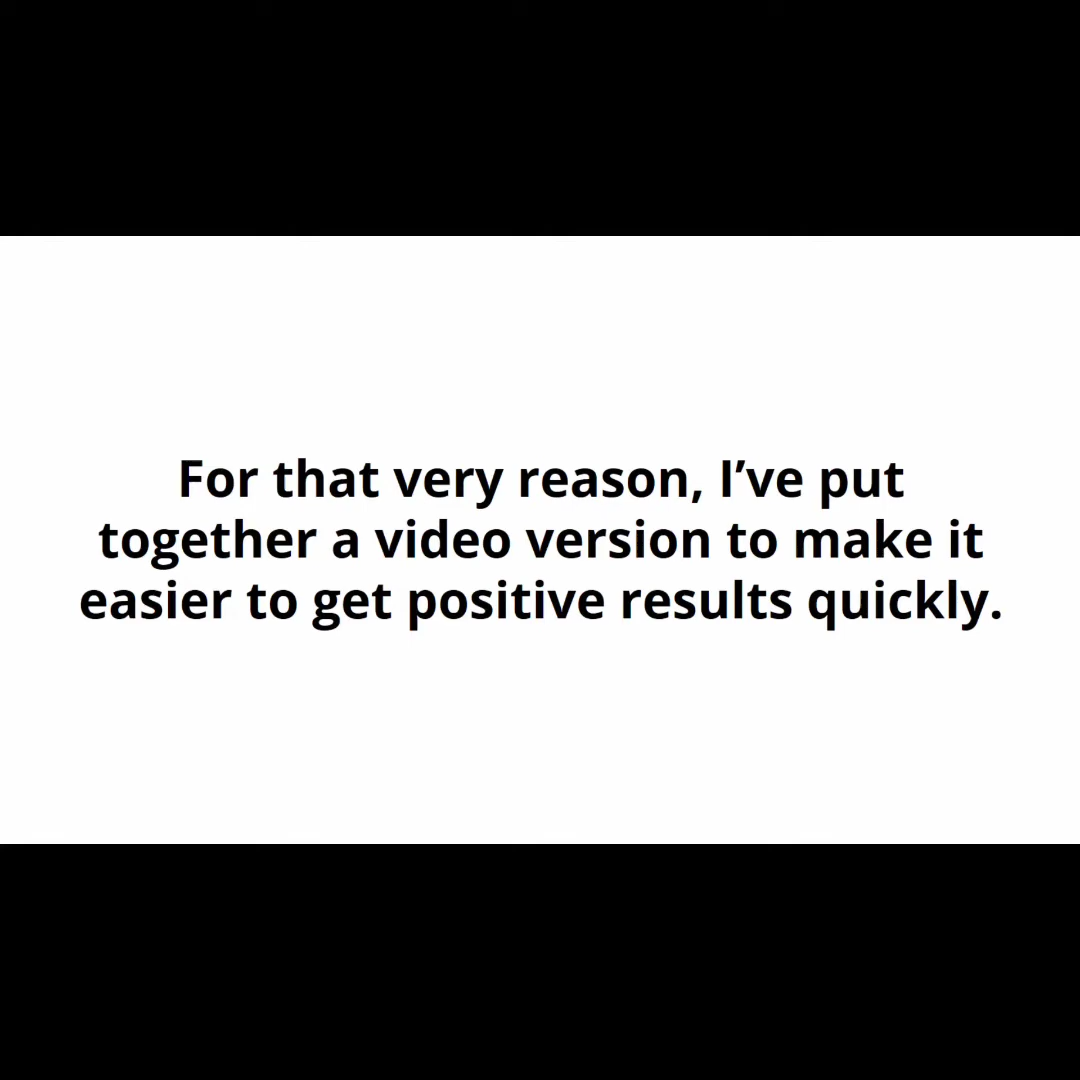 For that very reason, I’ve put
together a video version to make it
easier to get positive results quickly.